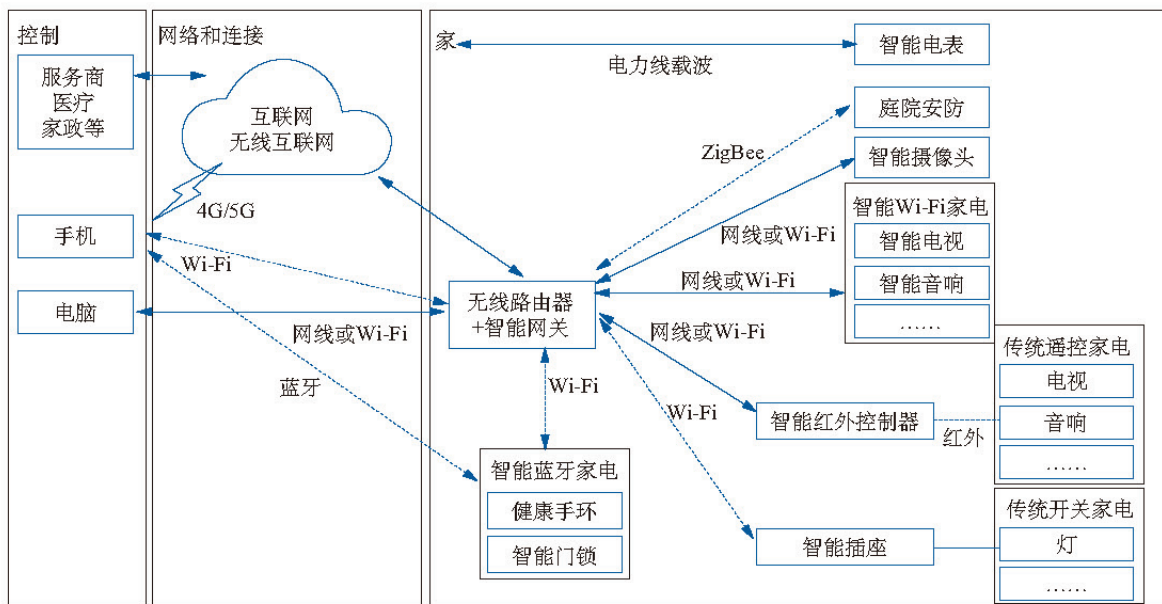 控制
服务商
医疗
家政等
手机
电脑
网络和连接
互联网
无线互联网
4G/5G
Wi-Fi
网线或Wi-Fi
蓝牙
家
电力线载波
智能电表
ZigBee
庭院安防
智能摄像头
网线或Wi-Fi
智能Wi-Fi家电
智能电视
智能音响
……
网线或Wi-Fi
无线路由器
+智能网关
网线或Wi-Fi
Wi-Fi
Wi-Fi
智能蓝牙家电
健康手环
智能门锁
智能红外控制器
红外
传统遥控家电
电视
音响
……
智能插座
传统开关家电
灯
……